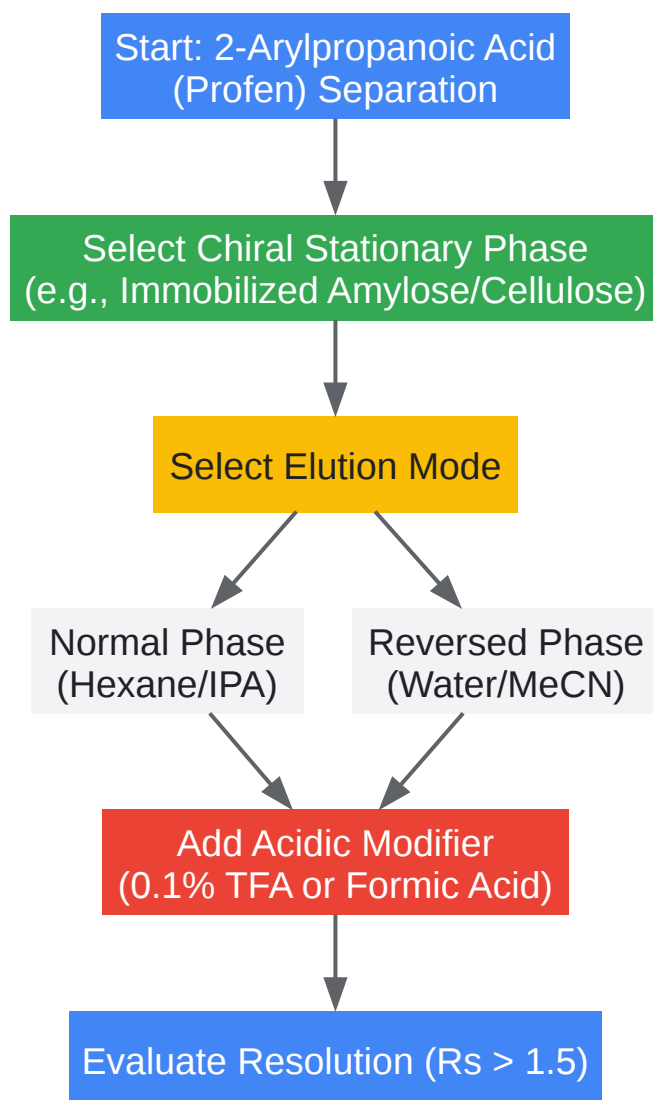 Start: 2-Arylpropanoic Acid
(Profen) Separation
Select Chiral Stationary Phase
(e.g., Immobilized Amylose/Cellulose)
Select Elution Mode
Normal Phase
(Hexane/IPA)
Reversed Phase
(Water/MeCN)
Add Acidic Modifier
(0.1% TFA or Formic Acid)
Evaluate Resolution (Rs > 1.5)